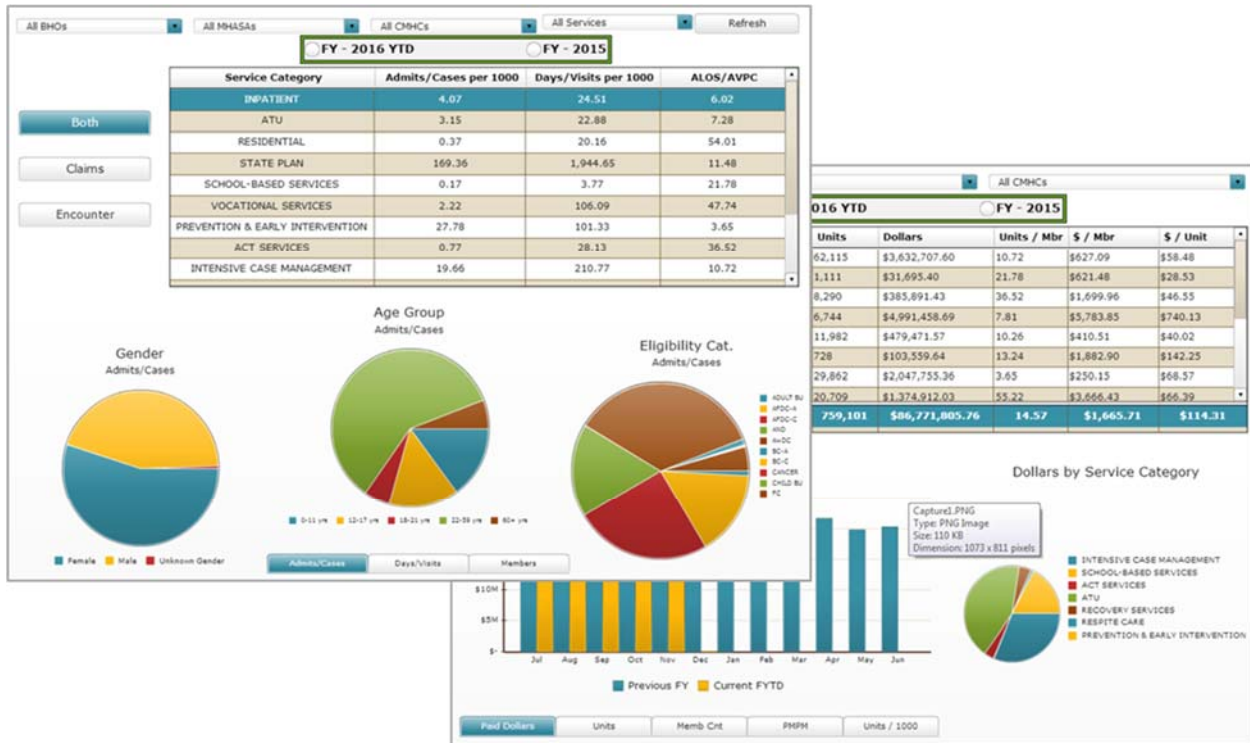 All BHOs All MHASAs All CMHCs All Services Refresh
FY - 2016 YTD FY - 2015
Service Category Admits/Cases per 1000 Days/Visits per 1000 ALOS/AVPC
INPATIENT 4.07 24.51 6.02
ATU 3.15 22.88 7.28
RESIDENTIAL 0.37 20.16 54.01
STATE PLAN 169.36 1,944.65 11.48
SCHOOL-BASED SERVICES 0.17 3.77 21.78
VOCATIONAL SERVICES 2.22 106.09 47.74
PREVENTION & EARLY INTERVENTION 27.78 101.33 3.65
ACT SERVICES 0.77 28.13 36.52
INTENSIVE CASE MANAGEMENT 19.66 210.77 10.72
Both
Claims
Encounter
Gender
Admits/Cases
Female Male Unknown Gender
Age Group
Admits/Cases
0-11 yrs 12-17 yrs 18-21 yrs 22-59 yrs 60+ yrs
Eligibility Cat.
Admits/Cases
ADULT BU
AFDC-A
AFDC-C
AND
BC-A
BC-C
CANCER
CHILD BU
FC
Admits/Cases Days/Visits Members
All CMHCs
016 YTD FY - 2015
Units Dollars Units / Mbr $ / Mbr $ / Unit
62,115 $3,632,707.60 10.72 $627.09 $58.48
1,111 $31,695.40 21.78 $621.48 $28.53
8,290 $385,891.43 36.52 $1,699.96 $46.55
6,744 $4,991,458.69 7.81 $5,783.85 $740.13
11,982 $479,471.57 10.26 $410.51 $40.02
728 $103,559.64 13.24 $1,882.90 $142.25
29,862 $2,047,755.36 3.65 $250.15 $68.57
20,709 $1,374,912.03 55.22 $3,666.43 $66.39
759,101 $86,771,805.76 14.57 $1,665.71 $114.31
Dollars by Service Category
Capture1.PNG
Type: PNG Image
Size: 110 KB
Dimension: 1073 x 811 pixels
INTENSIVE CASE MANAGEMENT
SCHOOL-BASED SERVICES
ACT SERVICES
ATU
RECOVERY SERVICES
RESPITE CARE
PREVENTION & EARLY INTERVENTION
$10M
$5M
$-
Jul Aug Sep Oct Nov Dec Jan Feb Mar Apr May Jun
Previous FY Current FYTD
Paid Dollars Units Memb Cnt PMPM Units / 1000